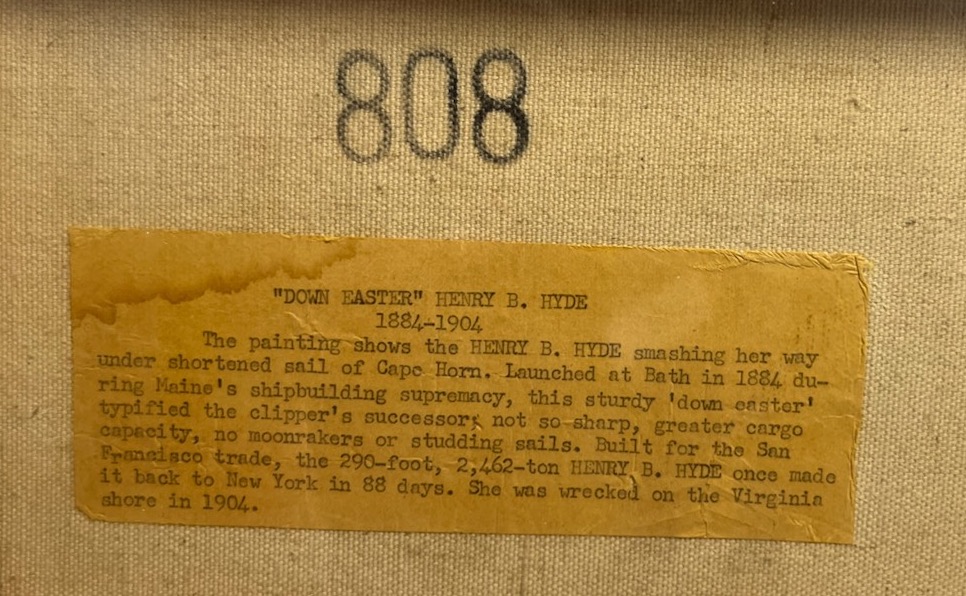 808
"DOWN EASTER" HENRY B. HYDE
1884-1904
The painting shows the HENRY B. HYDE smashing her way
under shortened sail of Cape Horn. Launched at Bath in 1884 du-
ring Maine's shipbuilding supremacy, this sturdy 'down easter'
typified the clipper's successor; not so sharp, greater cargo
capacity, no moonrakers or studding sails. Built for the San
Francisco trade, the 290-foot, 2,462-ton HENRY B. HYDE once made
it back to New York in 88 days. She was wrecked on the Virginia
shore in 1904.